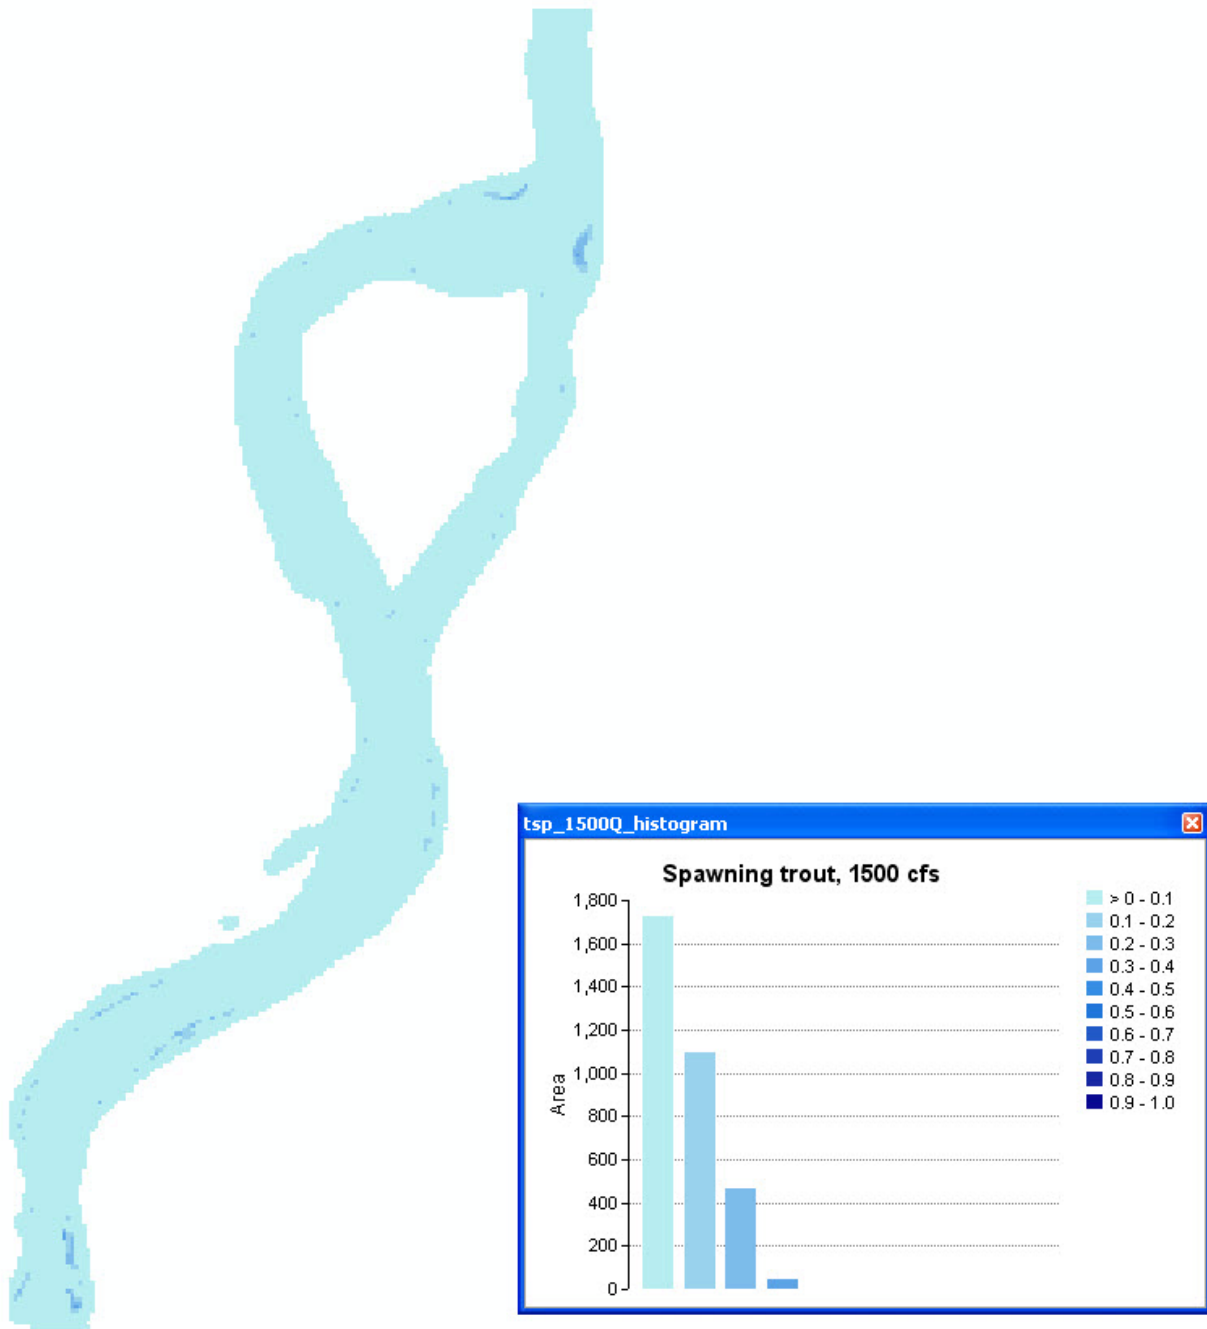 tsp_1500Q_histogram
Spawning trout, 1500 cfs
1,800
1,600
1,400
1,200
1,000
800
600
400
200
0
Area
> 0 - 0.1
0.1 - 0.2
0.2 - 0.3
0.3 - 0.4
0.4 - 0.5
0.5 - 0.6
0.6 - 0.7
0.7 - 0.8
0.8 - 0.9
0.9 - 1.0